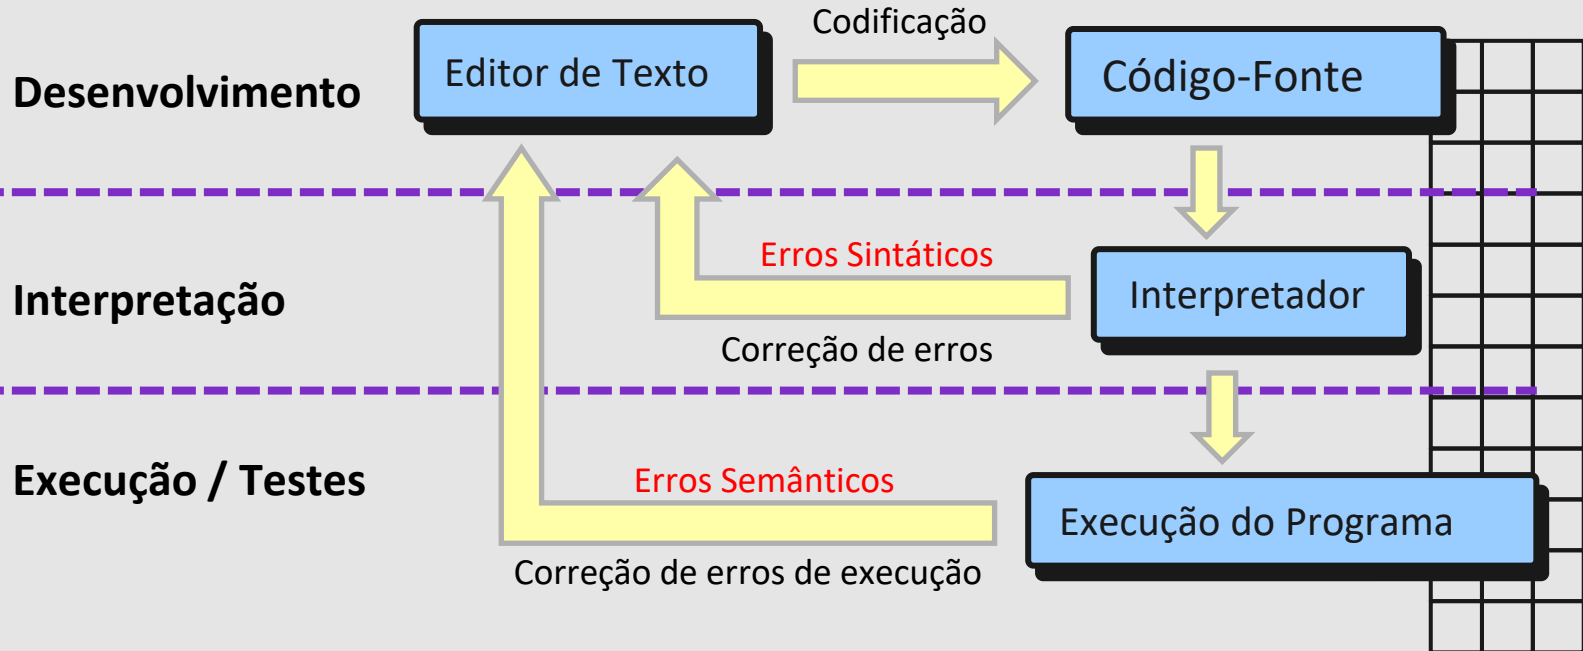 Codificação
Desenvolvimento
Editor de Texto
Código-Fonte
Erros Sintáticos
Interpretação
Interpretador
Correção de erros
Execução / Testes
Erros Semânticos
Execução do Programa
Correção de erros de execução